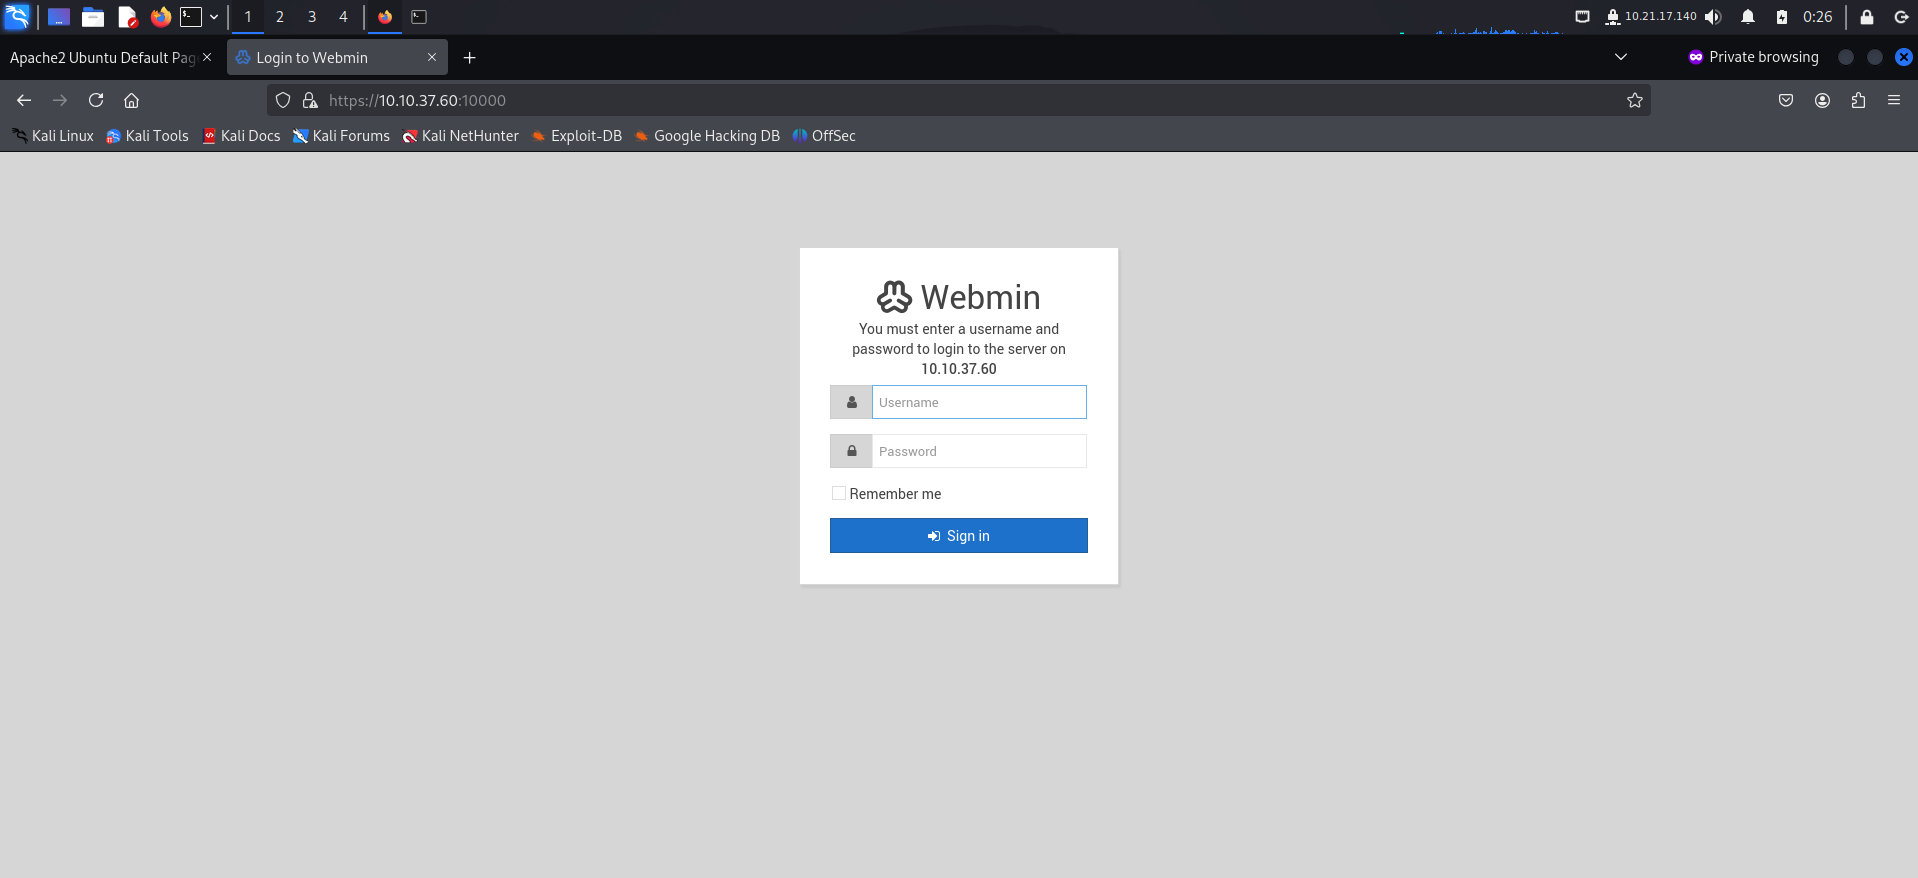 1 2 3 4 10.21.17.140 0:26
Apache2 Ubuntu Default Pag Login to Webmin Private browsing
https://10.10.37.60:10000
Kali Linux Kali Tools Kali Docs Kali Forums Kali NetHunter Exploit-DB Google Hacking DB OffSec
Webmin
You must enter a username and
password to login to the server on
10.10.37.60
Username
Password
Remember me
Sign in